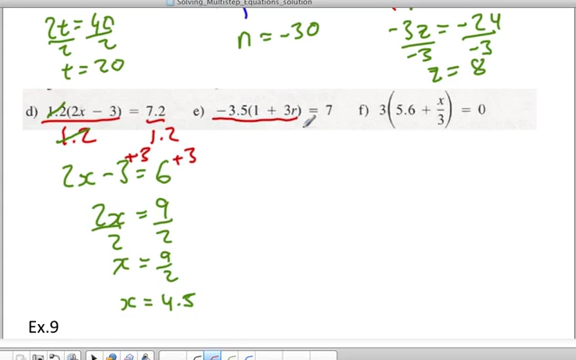 Solving_Multistep_Equations_solution
2t = 40
2 2
t = 20
n = -30
-3z = -24
-3 -3
z = 8
d) 1.2(2x − 3) = 7.2
1.2 1.2
2x - 3 +3 = 6 +3
2x = 9
2 2
x = 9/2
x = 4.5
e) −3.5(1 + 3r) = 7
f) 3(5.6 + x/3) = 0
Ex.9